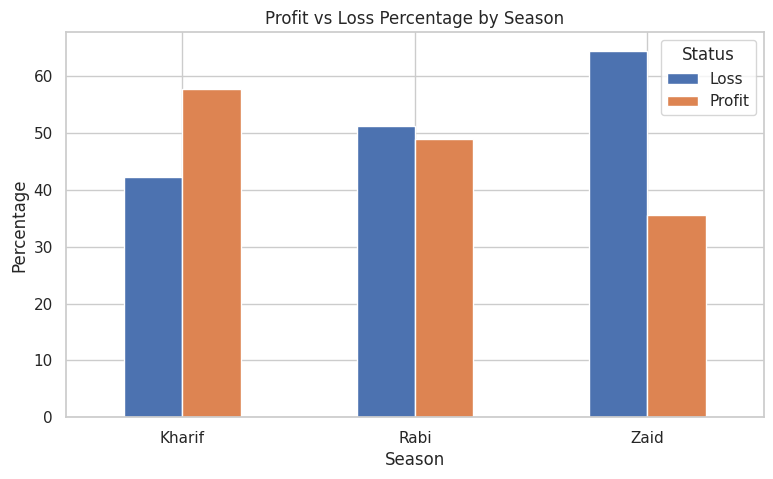 Profit vs Loss Percentage by Season
Status
Loss
Profit
Percentage
60
50
40
30
20
10
0
Kharif
Rabi
Zaid
Season